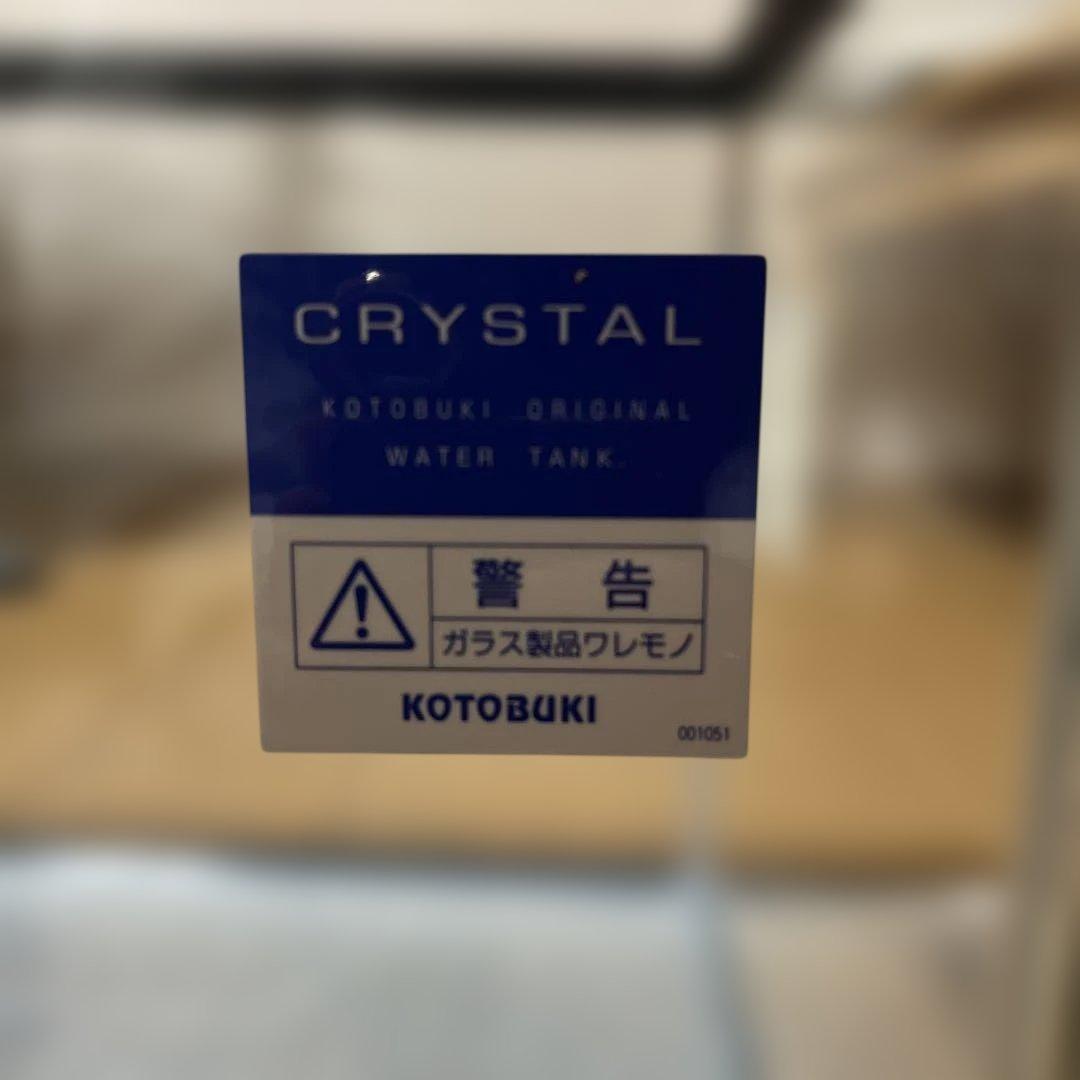 CRYSTAL
KOTOBUKI ORIGINAL
WATER TANK.
警 告
ガラス製品ワレモノ
KOTOBUKI
001051